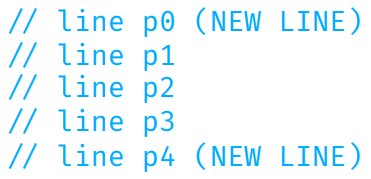 // line p0 (NEW LINE)
// line p1
// line p2
// line p3
// line p4 (NEW LINE)